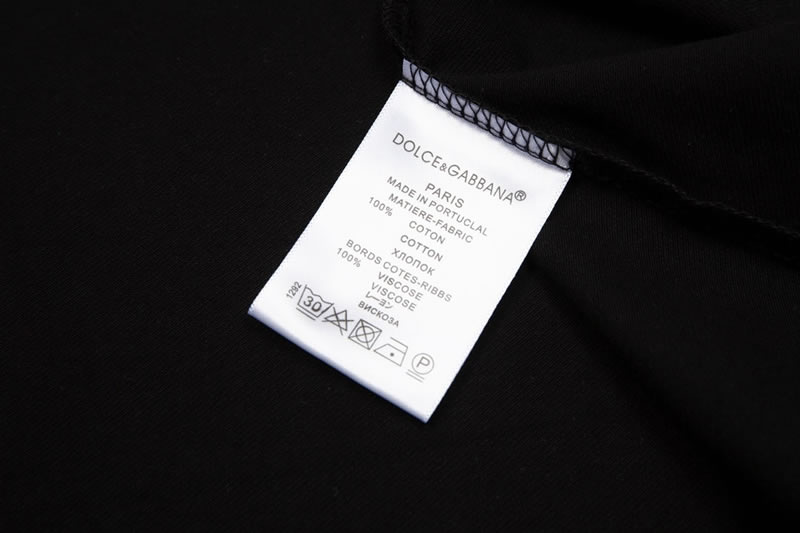 DOLCE&GABBANA®
PARIS
MADE IN PORTUCLAL
MATIERE-FABRIC
100% COTON
COTTON
ХЛОПОК
BORDS COTES-RIBBS
100% VISCOSE
VISCOSE
レーヨン
ВИСКОЗА
1292 30 P